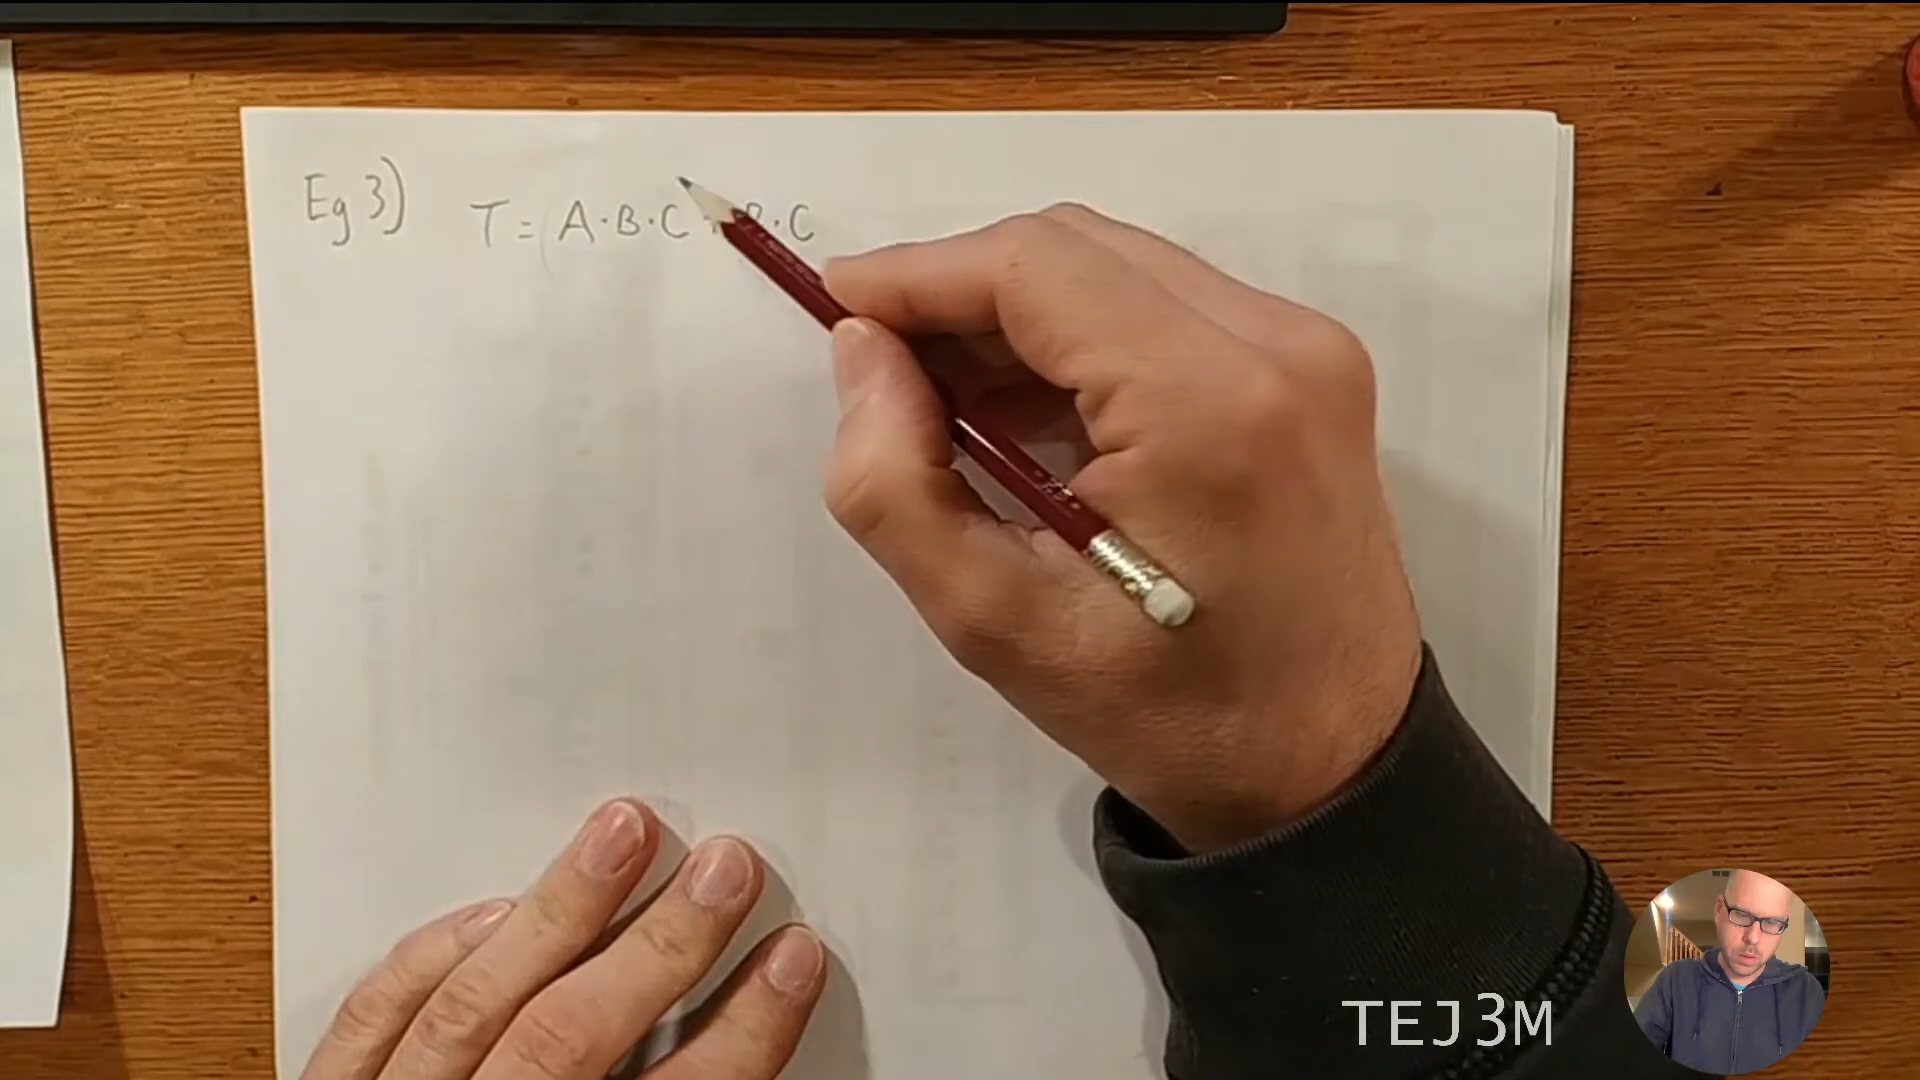 Eg 3) T = A·B·C + B·C
TEJ3M